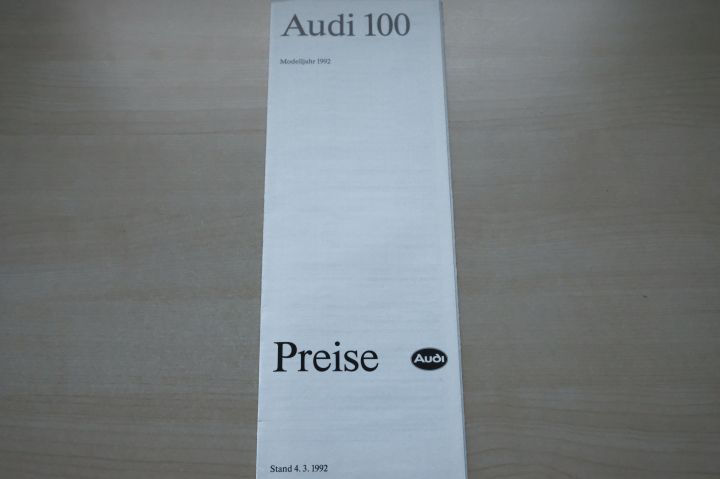 Audi 100
Modelljahr 1992
Preise
Audi
Stand 4. 3. 1992